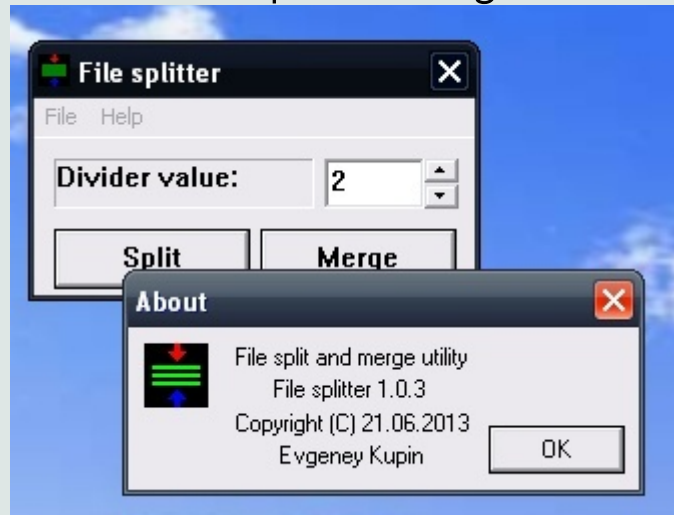 File splitter
File Help
Divider value:
2
Split Merge
About
File split and merge utility
File splitter 1.0.3
Copyright (C) 21.06.2013
Evgeney Kupin
OK